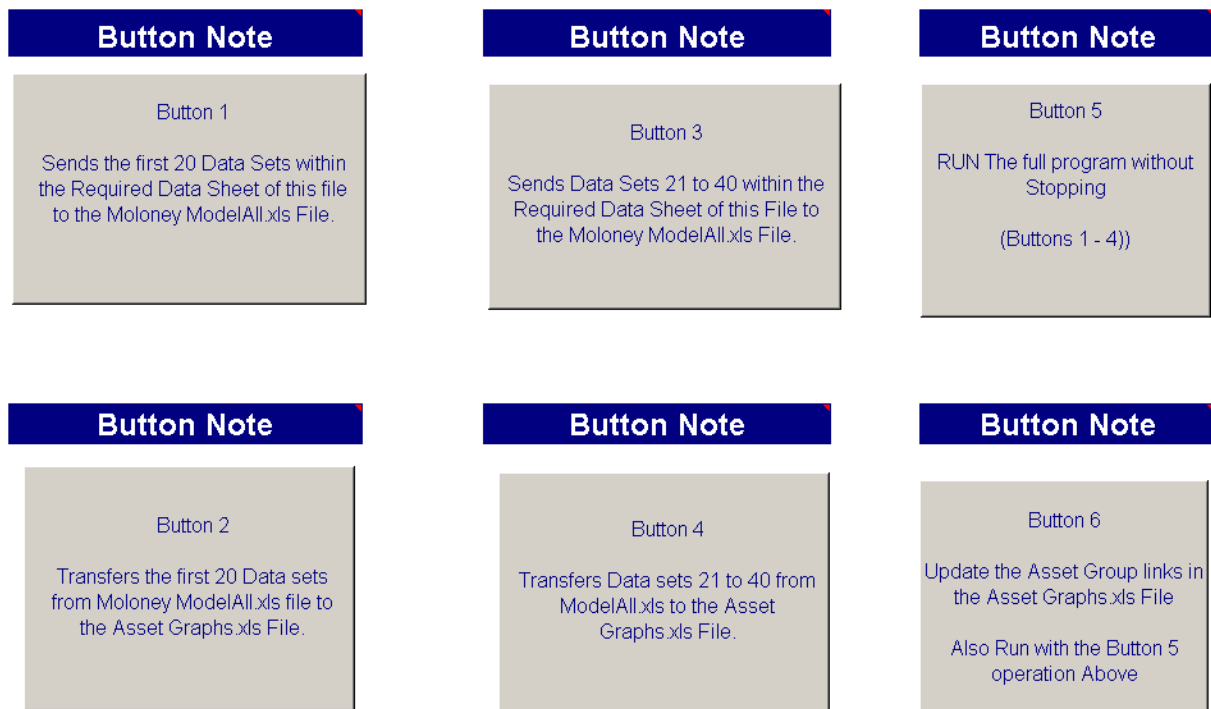 Button Note
Button 1
Sends the first 20 Data Sets within
the Required Data Sheet of this file
to the Moloney ModelAll.xls File.
Button Note
Button 3
Sends Data Sets 21 to 40 within the
Required Data Sheet of this File to
the Moloney ModelAll.xls File.
Button Note
Button 5
RUN The full program without
Stopping
(Buttons 1 - 4))
Button Note
Button 2
Transfers the first 20 Data sets
from Moloney ModelAll.xls file to
the Asset Graphs.xls File.
Button Note
Button 4
Transfers Data sets 21 to 40 from
ModelAll.xls to the Asset
Graphs.xls File.
Button Note
Button 6
Update the Asset Group links in
the Asset Graphs.xls File
Also Run with the Button 5
operation Above